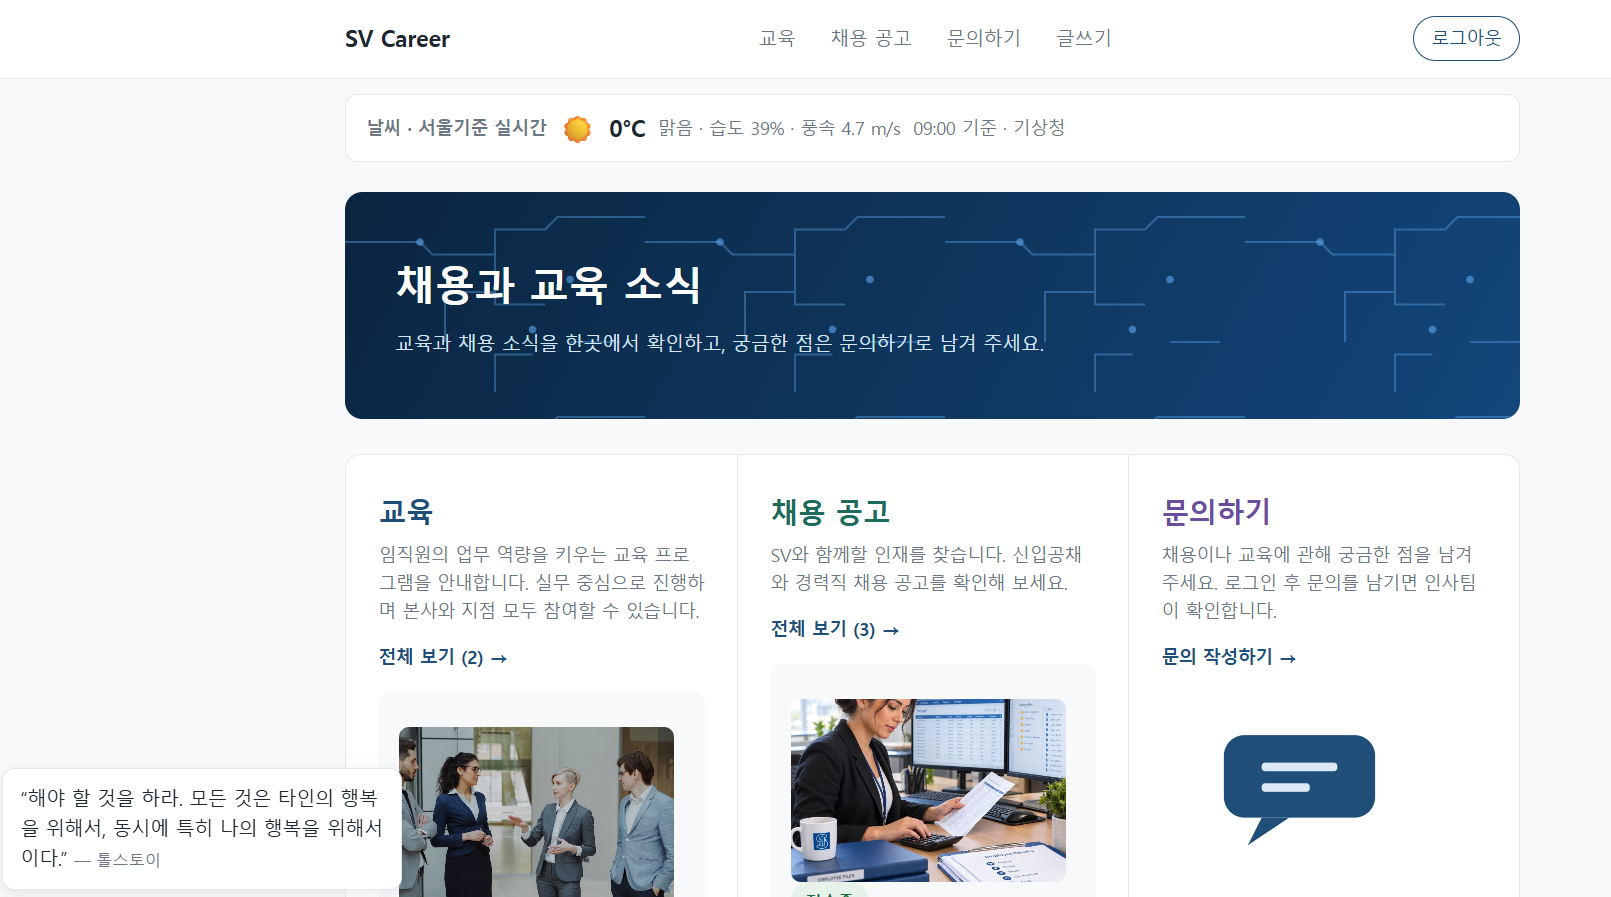 SV Career
교육
채용 공고
문의하기
글쓰기
로그아웃
날씨 · 서울기준 실시간 0°C 맑음 · 습도 39% · 풍속 4.7 m/s 09:00 기준 · 기상청
채용과 교육 소식
교육과 채용 소식을 한곳에서 확인하고, 궁금한 점은 문의하기로 남겨 주세요.
교육
임직원의 업무 역량을 키우는 교육 프로
그램을 안내합니다. 실무 중심으로 진행하
며 본사와 지점 모두 참여할 수 있습니다.
전체 보기 (2) →
채용 공고
SV와 함께할 인재를 찾습니다. 신입공채
와 경력직 채용 공고를 확인해 보세요.
전체 보기 (3) →
문의하기
채용이나 교육에 관해 궁금한 점을 남겨
주세요. 로그인 후 문의를 남기면 인사팀
이 확인합니다.
문의 작성하기 →
“해야 할 것을 하라. 모든 것은 타인의 행복
을 위해서, 동시에 특히 나의 행복을 위해서
이다.” — 톨스토이
EMPLOYEE FILES